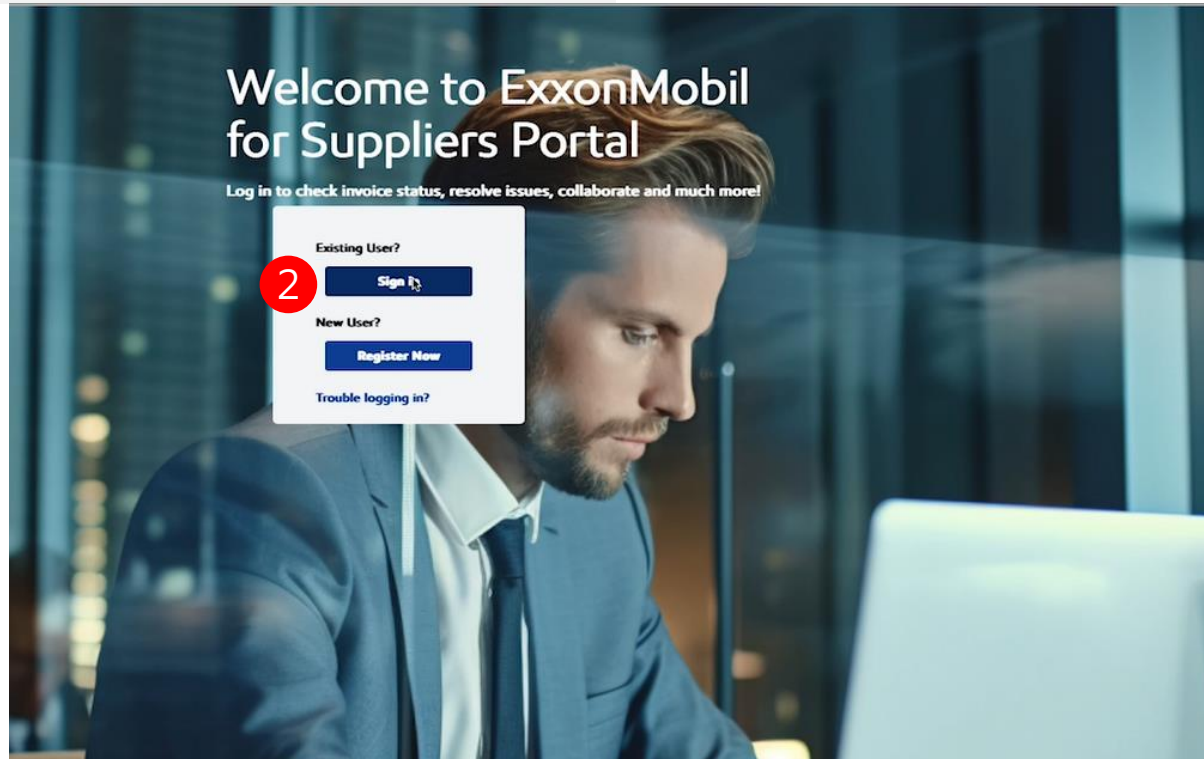 Welcome to ExxonMobil
for Suppliers Portal
Log in to check invoice status, resolve issues, collaborate and much more!
Existing User?
2
Sign in
New User?
Register Now
Trouble logging in?